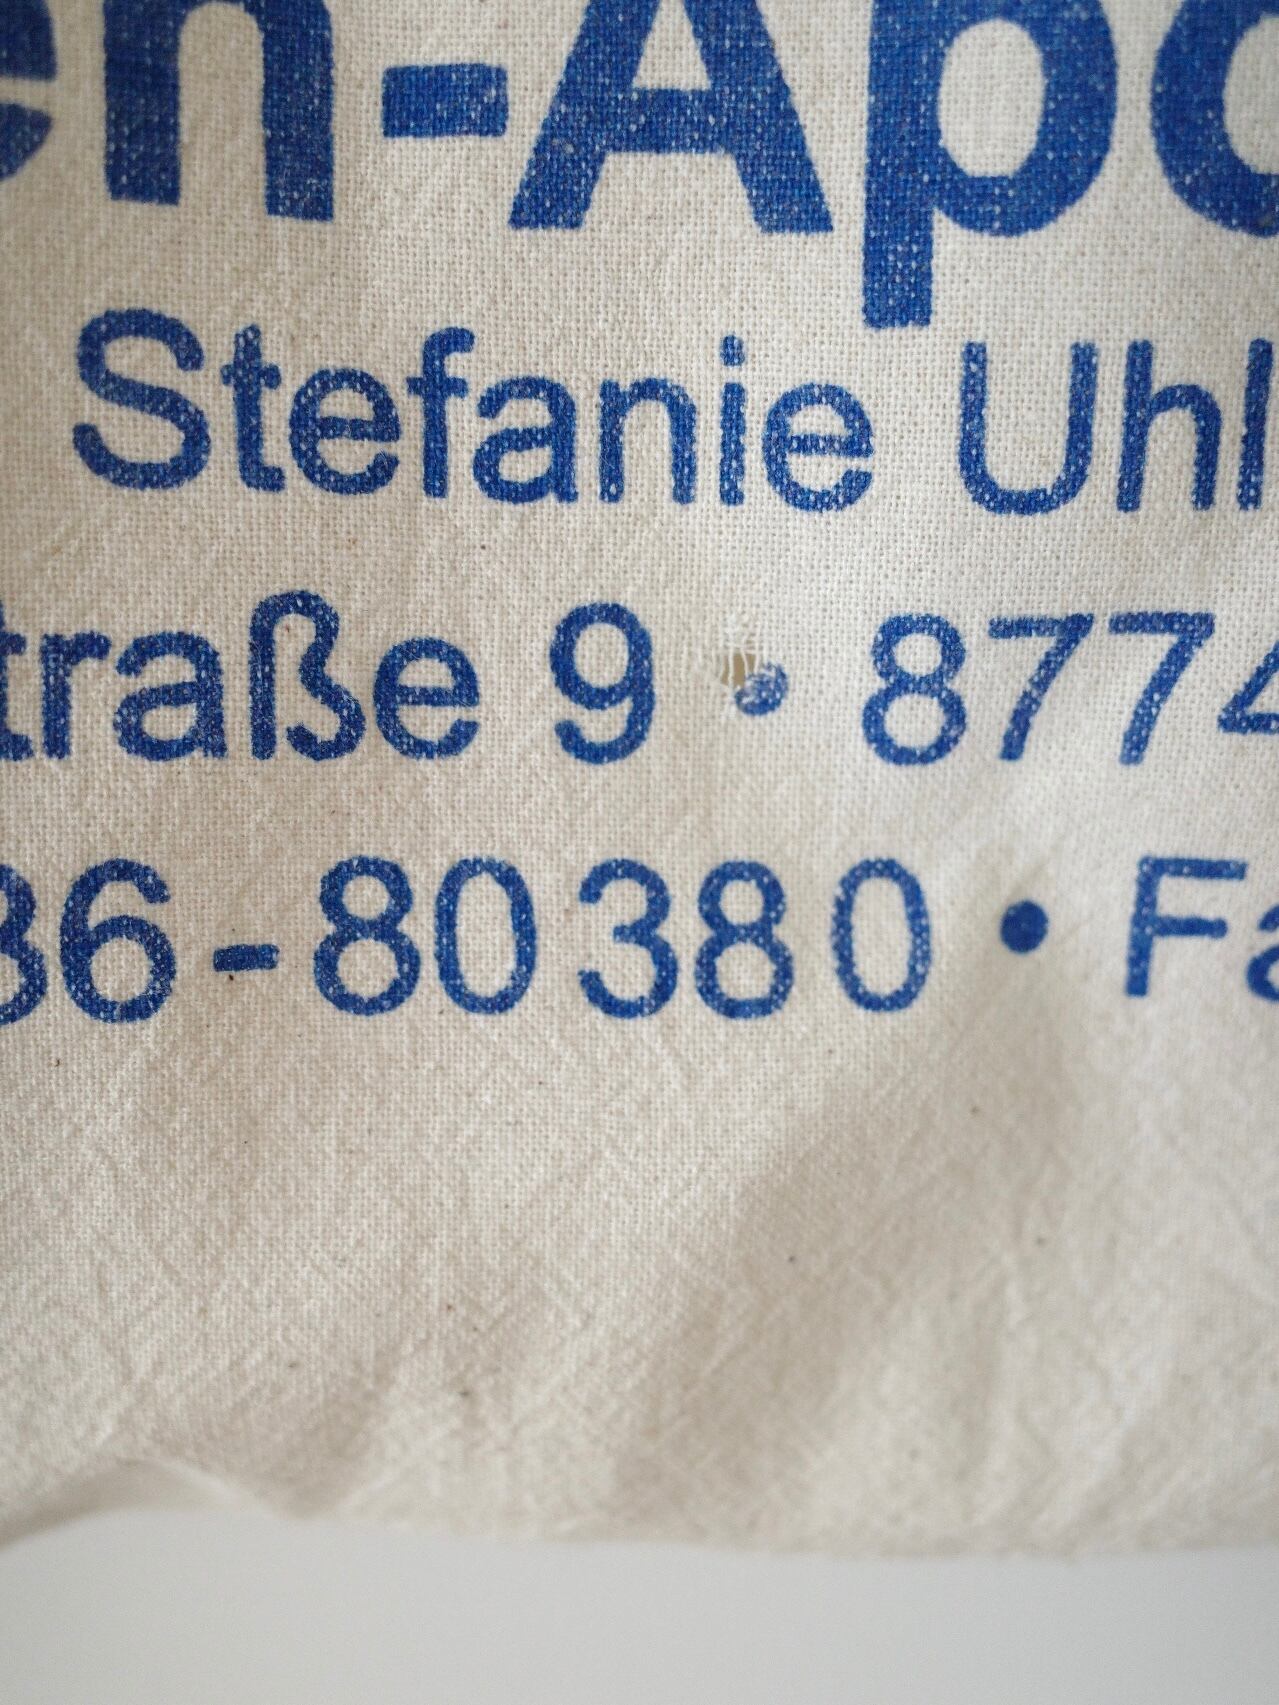 en-Apo
Stefanie Uhl
traße 9 • 8774
36-80380 • Fa